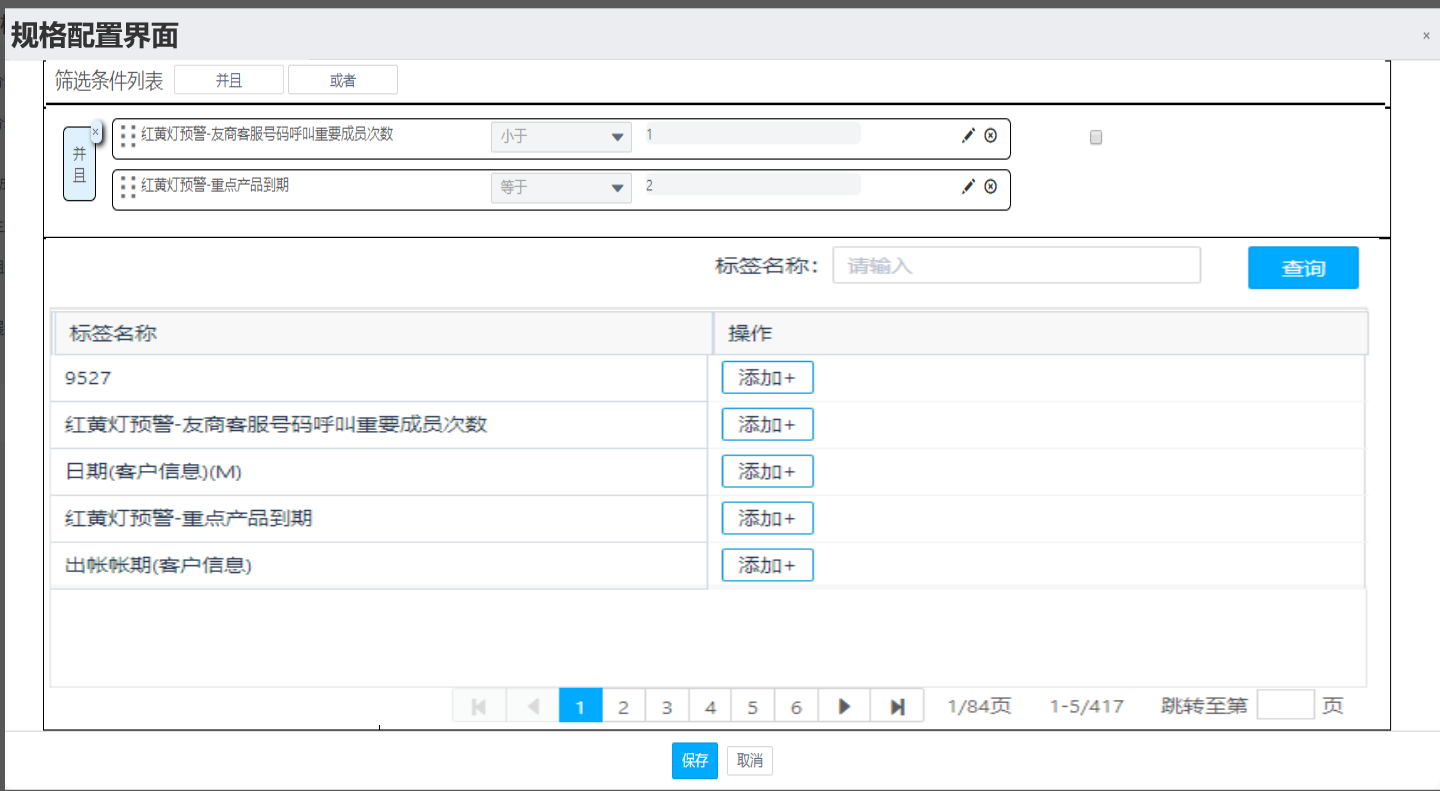 规格配置界面 ×
筛选条件列表 并且 或者
并且 ×
红黄灯预警-友商客服号码呼叫重要成员次数 小于 1
红黄灯预警-重点产品到期 等于 2
标签名称： 请输入 查询
标签名称 操作
9527 添加+
红黄灯预警-友商客服号码呼叫重要成员次数 添加+
日期(客户信息)(M) 添加+
红黄灯预警-重点产品到期 添加+
出帐帐期(客户信息) 添加+
1 2 3 4 5 6 1/84页 1-5/417 跳转至第 页
保存 取消